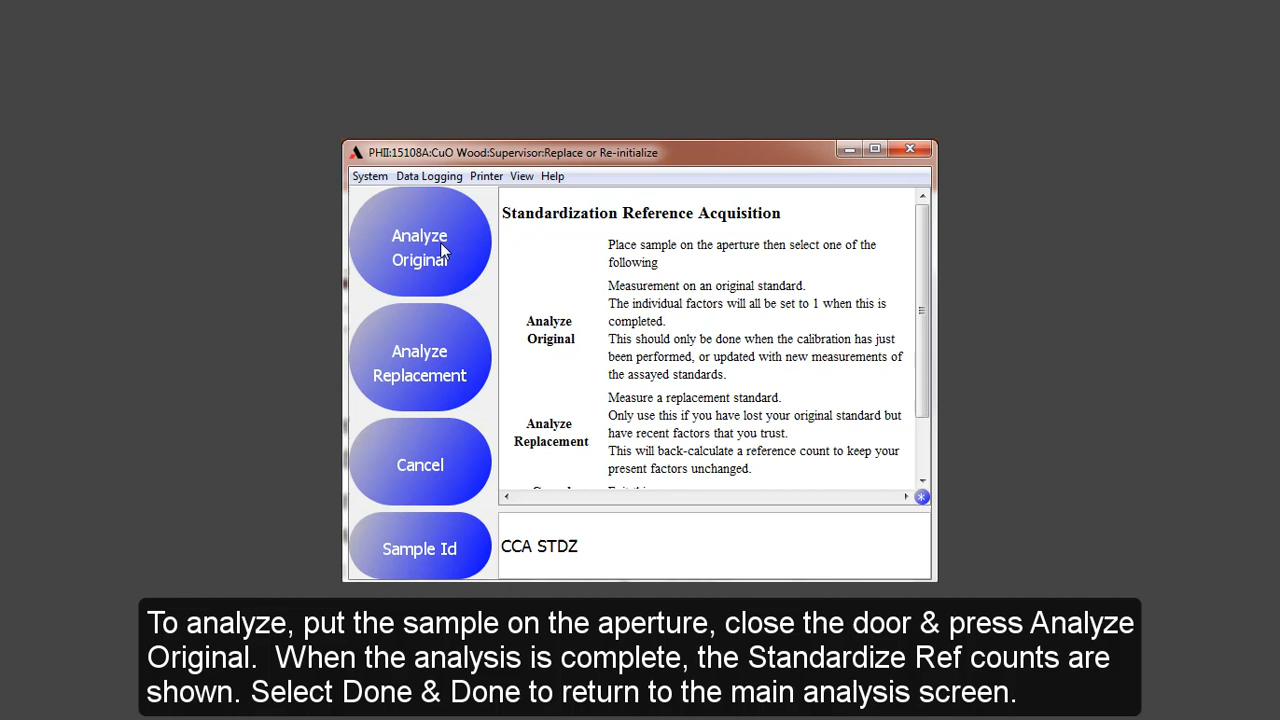 PHII:15108A:CuO Wood:Supervisor:Replace or Re-initialize
System Data Logging Printer View Help
Analyze
Original
Analyze
Replacement
Cancel
Sample Id
Standardization Reference Acquisition
Place sample on the aperture then select one of the
following
Analyze
Original
Measurement on an original standard.
The individual factors will all be set to 1 when this is
completed.
This should only be done when the calibration has just
been performed, or updated with new measurements of
the assayed standards.
Analyze
Replacement
Measure a replacement standard.
Only use this if you have lost your original standard but
have recent factors that you trust.
This will back-calculate a reference count to keep your
present factors unchanged.
CCA STDZ
To analyze, put the sample on the aperture, close the door & press Analyze
Original.  When the analysis is complete, the Standardize Ref counts are
shown. Select Done & Done to return to the main analysis screen.